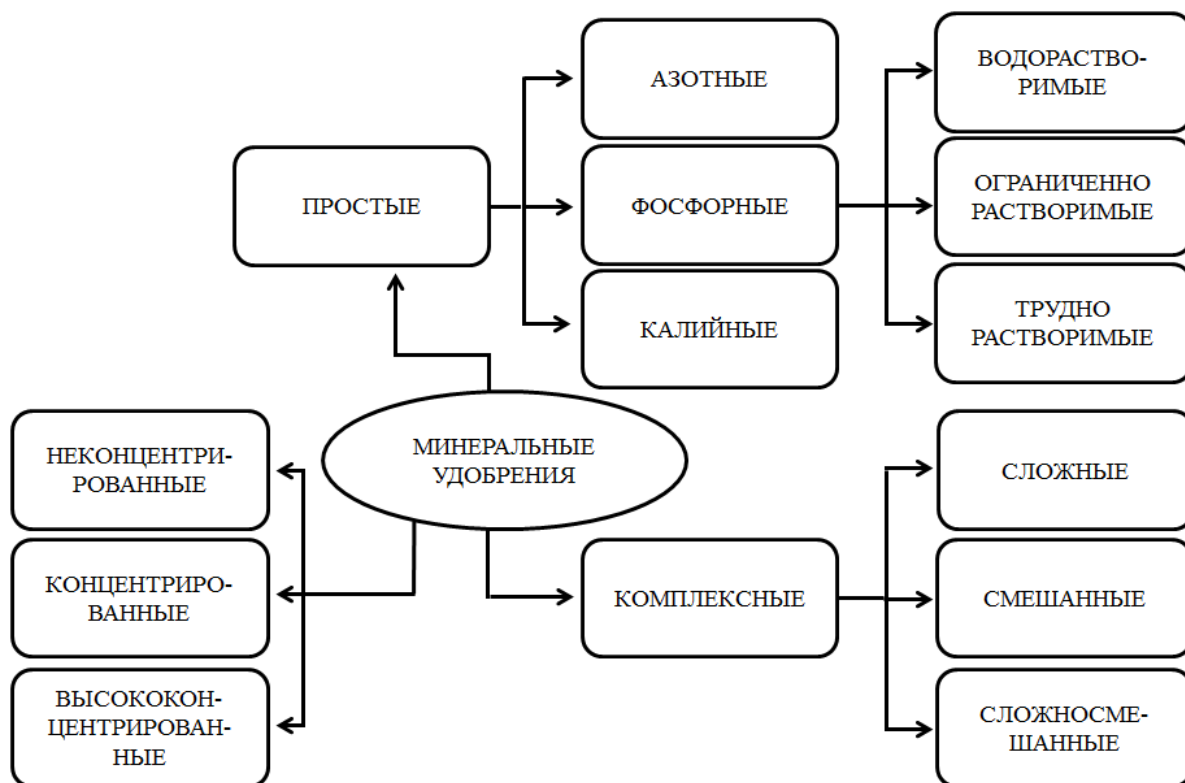 АЗОТНЫЕ
ВОДОРАСТВО-
РИМЫЕ
ПРОСТЫЕ
ФОСФОРНЫЕ
ОГРАНИЧЕННО
РАСТВОРИМЫЕ
КАЛИЙНЫЕ
ТРУДНО
РАСТВОРИМЫЕ
МИНЕРАЛЬНЫЕ
УДОБРЕНИЯ
НЕКОНЦЕНТРИ-
РОВАННЫЕ
СЛОЖНЫЕ
КОНЦЕНТРИРО-
ВАННЫЕ
КОМПЛЕКСНЫЕ
СМЕШАННЫЕ
ВЫСОКОКОН-
ЦЕНТРИРОВАН-
НЫЕ
СЛОЖНОСМЕ-
ШАННЫЕ